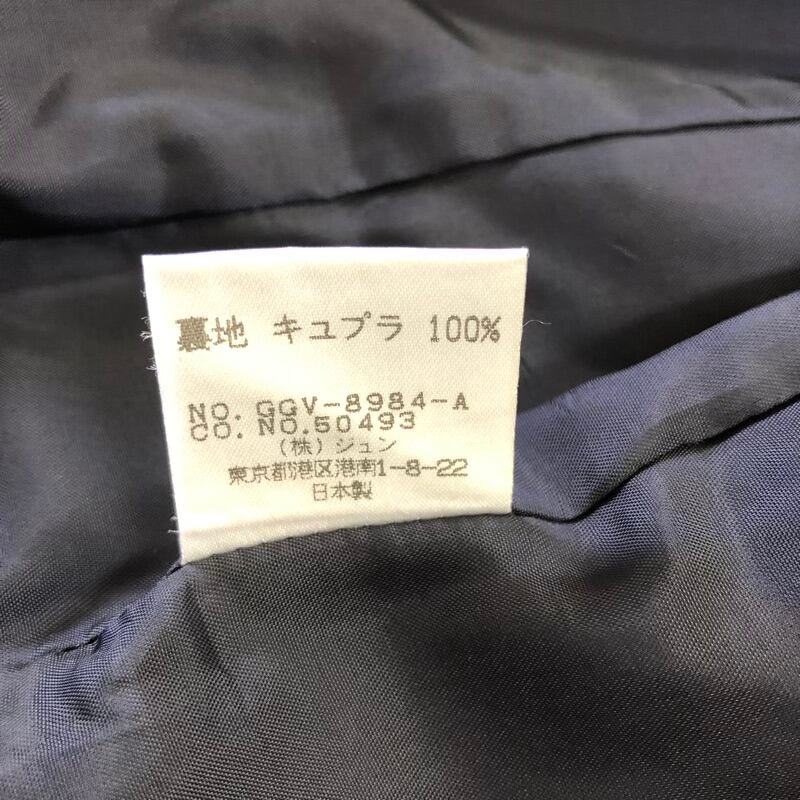 裏地 キュプラ 100%
NO. GGV-8984-A
CO. NO.50493
(株)ジュン
東京都港区港南1-8-22
日本製